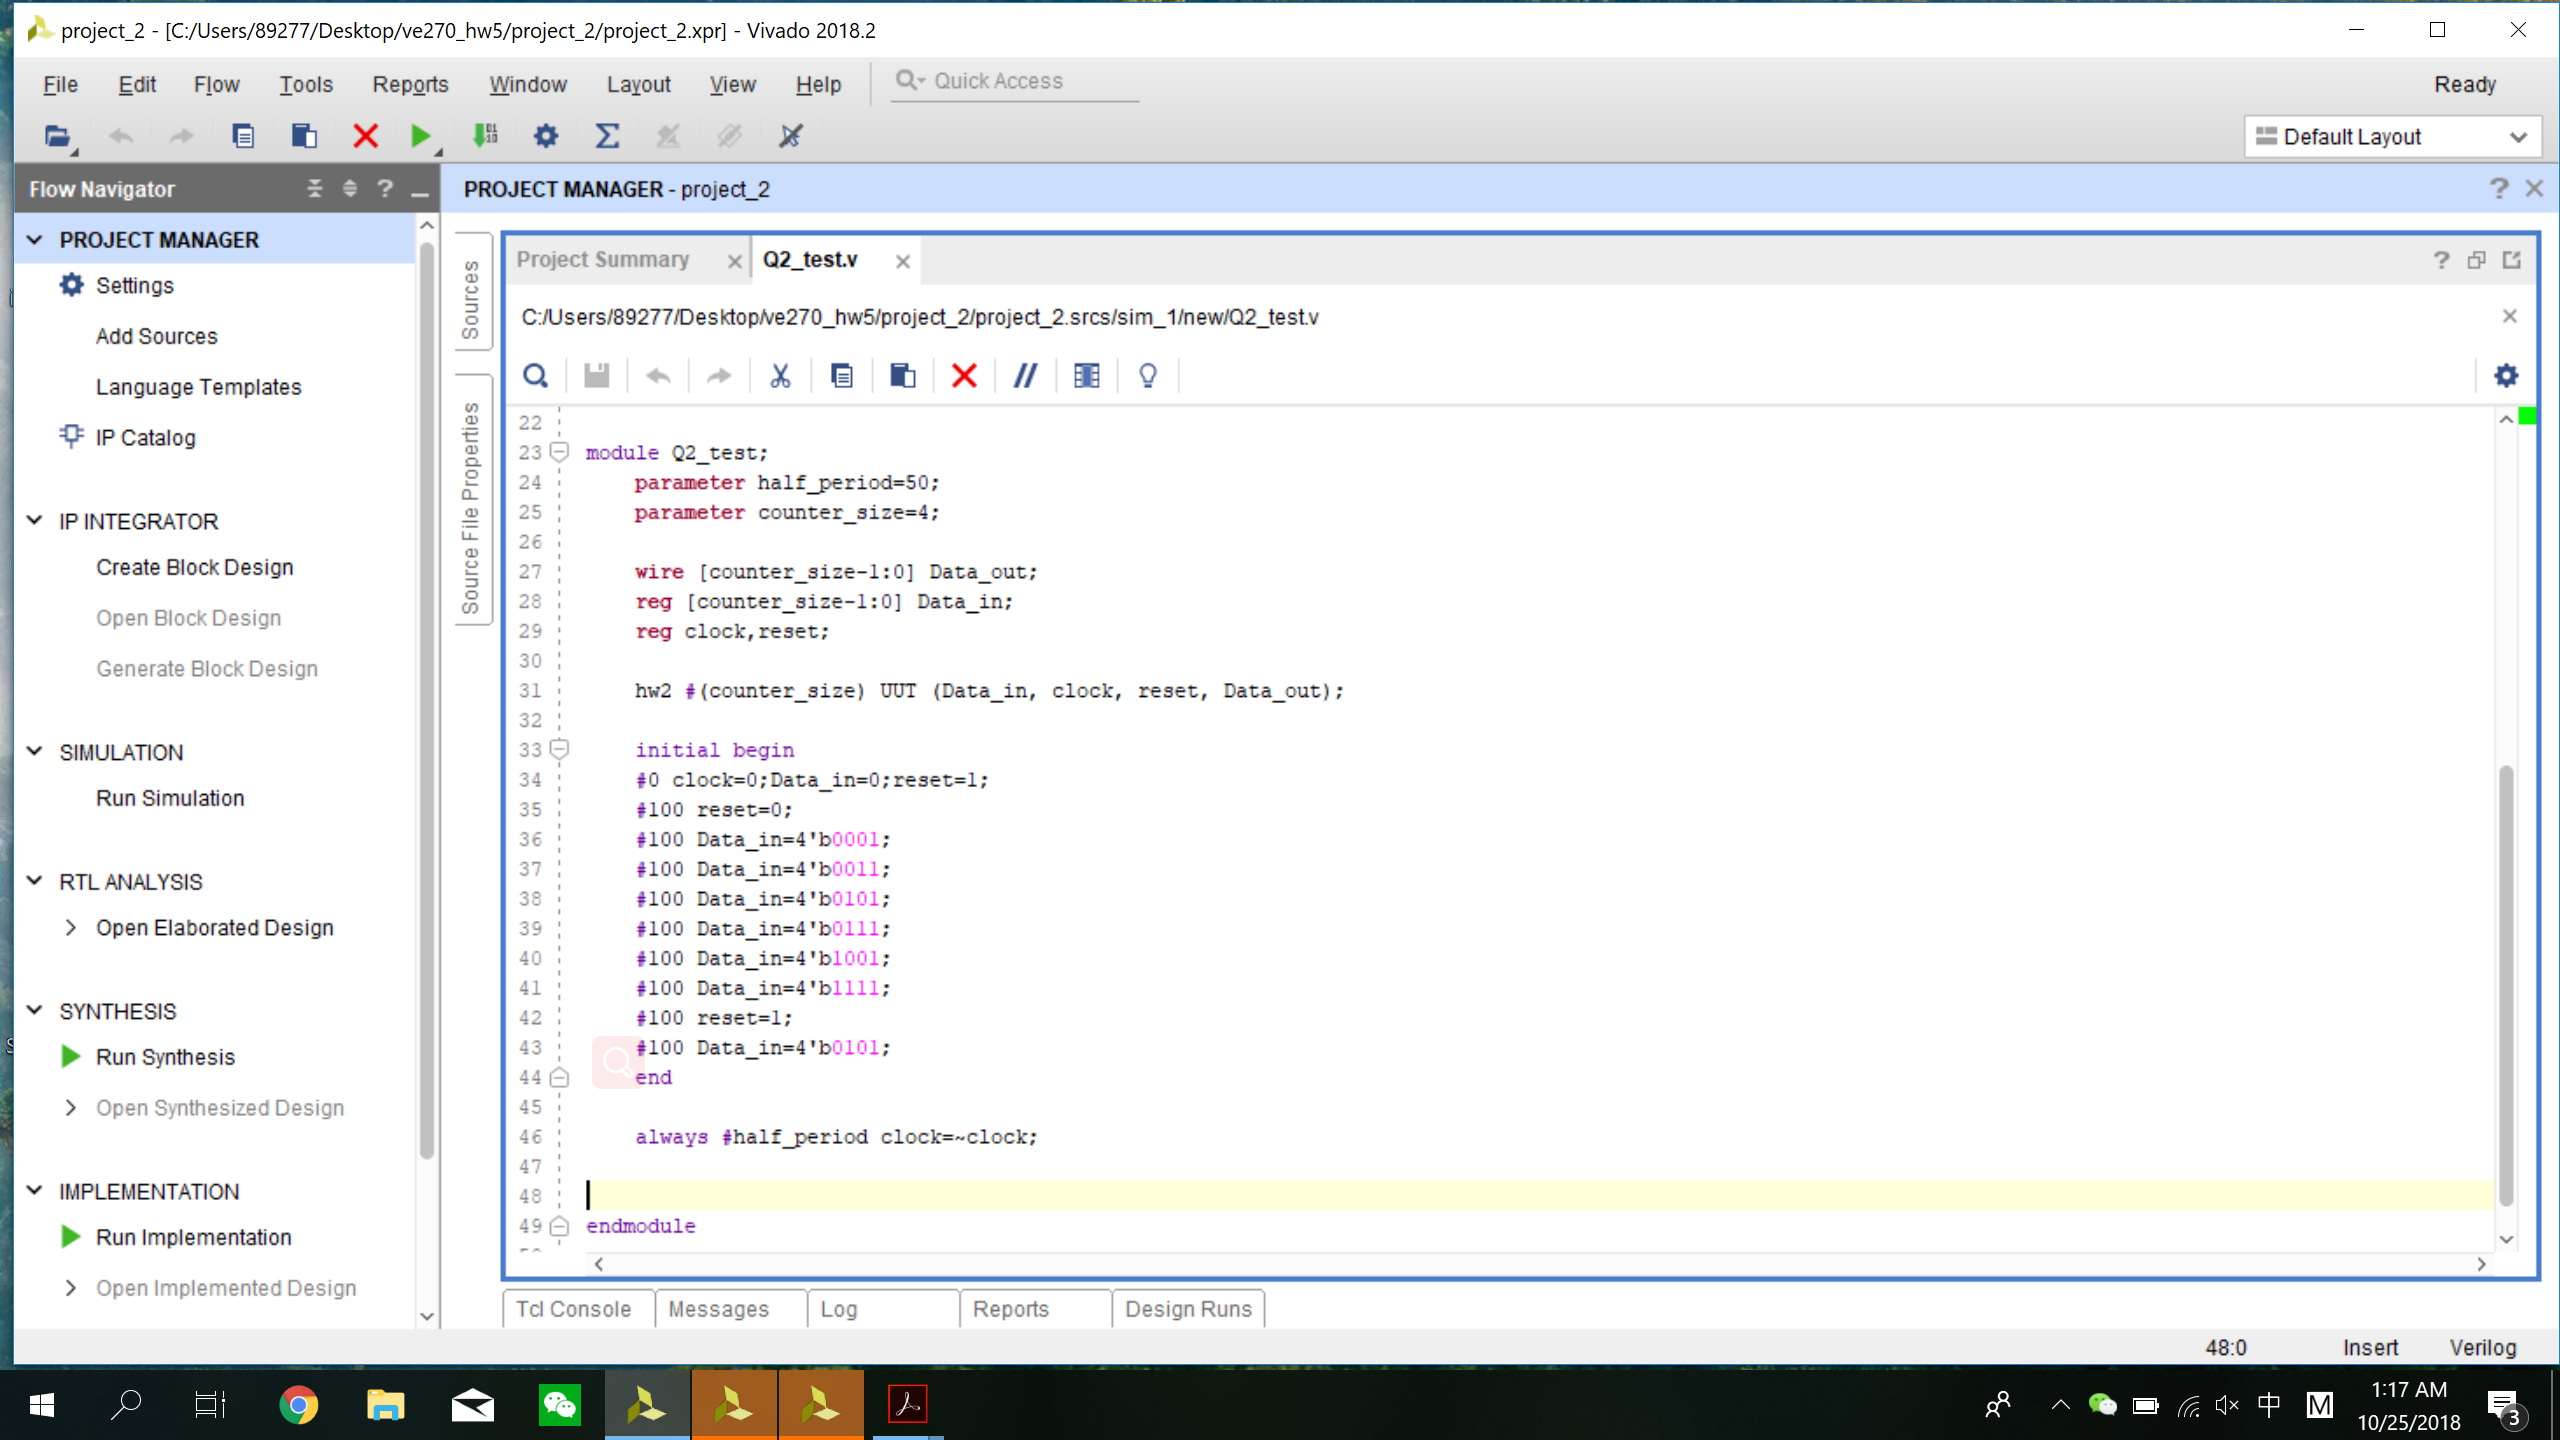 project_2 - [C:/Users/89277/Desktop/ve270_hw5/project_2/project_2.xpr] - Vivado 2018.2
File Edit Flow Tools Reports Window Layout View Help Quick Access Ready
Default Layout
Flow Navigator
PROJECT MANAGER - project_2
PROJECT MANAGER
Settings
Add Sources
Language Templates
IP Catalog
IP INTEGRATOR
Create Block Design
Open Block Design
Generate Block Design
SIMULATION
Run Simulation
RTL ANALYSIS
Open Elaborated Design
SYNTHESIS
Run Synthesis
Open Synthesized Design
IMPLEMENTATION
Run Implementation
Open Implemented Design
Sources
Source File Properties
Project Summary
Q2_test.v
C:/Users/89277/Desktop/ve270_hw5/project_2/project_2.srcs/sim_1/new/Q2_test.v
22
23 module Q2_test;
24 parameter half_period=50;
25 parameter counter_size=4;
26
27 wire [counter_size-1:0] Data_out;
28 reg [counter_size-1:0] Data_in;
29 reg clock,reset;
30
31 hw2 #(counter_size) UUT (Data_in, clock, reset, Data_out);
32
33 initial begin
34 #0 clock=0;Data_in=0;reset=1;
35 #100 reset=0;
36 #100 Data_in=4'b0001;
37 #100 Data_in=4'b0011;
38 #100 Data_in=4'b0101;
39 #100 Data_in=4'b0111;
40 #100 Data_in=4'b1001;
41 #100 Data_in=4'b1111;
42 #100 reset=1;
43 #100 Data_in=4'b0101;
44 end
45
46 always #half_period clock=~clock;
47
48
49 endmodule
Tcl Console Messages Log Reports Design Runs
48:0 Insert Verilog
中 M
1:17 AM
10/25/2018
3